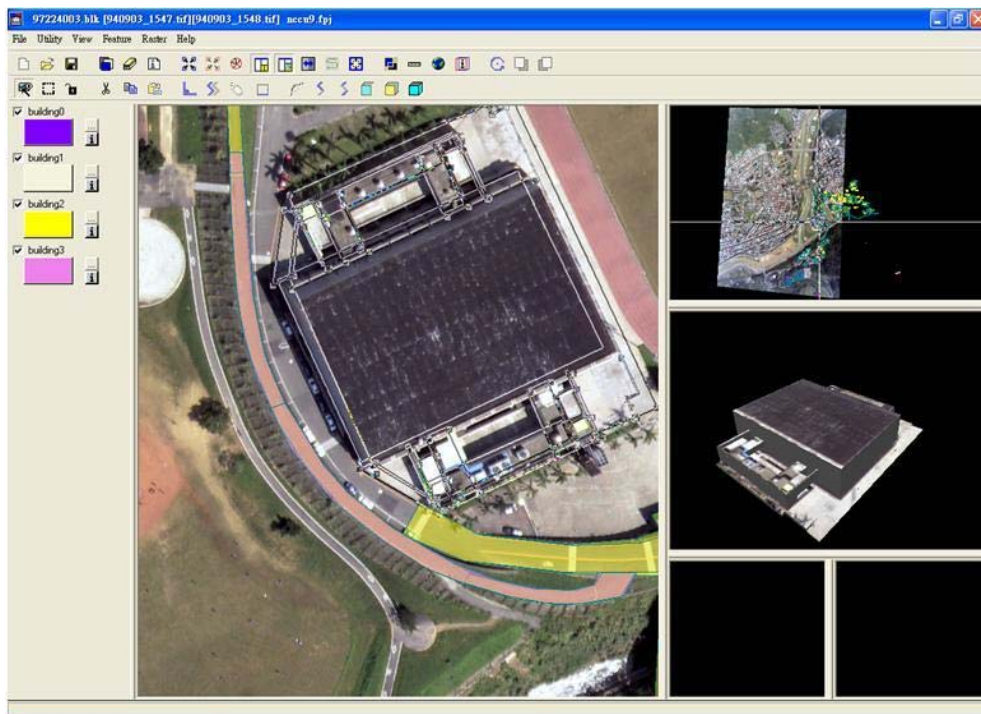 97224003.blk [940903_1547.tif][940903_1548.tif] nccu9.fpj
File Utility View Feature Raster Help
building0
building1
building2
building3